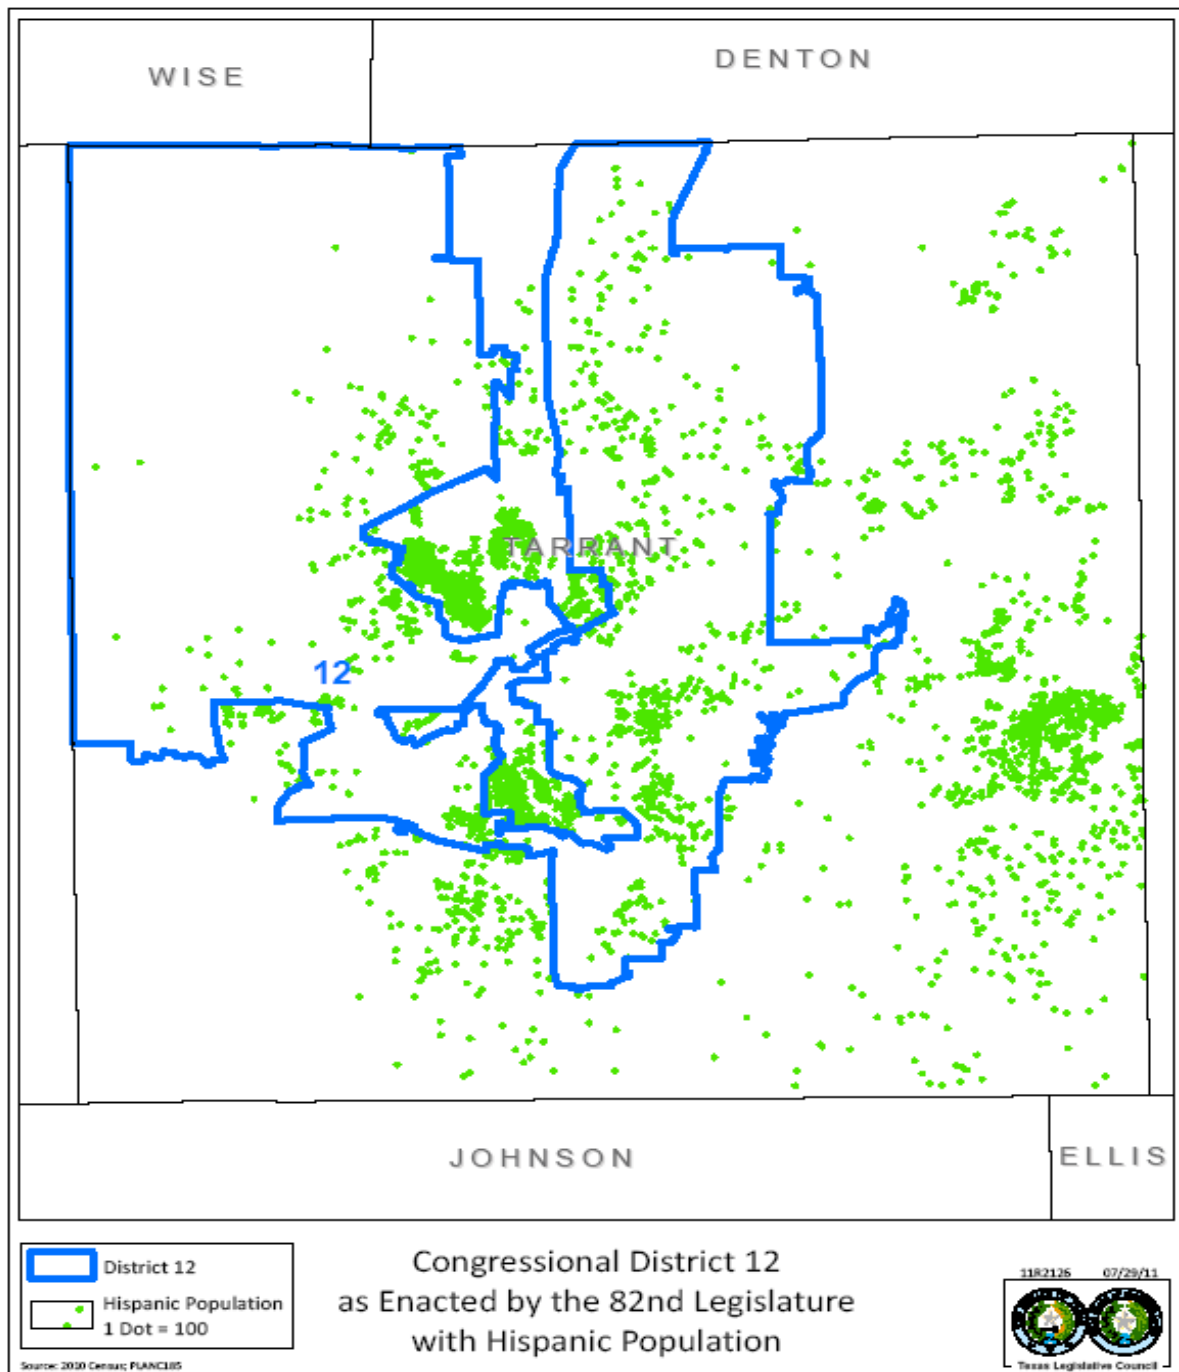 WISE
DENTON
TARRANT
12
JOHNSON
ELLIS
District 12
Hispanic Population
1 Dot = 100
Source: 2010 Census; PLANC185
Congressional District 12
as Enacted by the 82nd Legislature
with Hispanic Population
11R2126 07/29/11
Texas Legislative Council